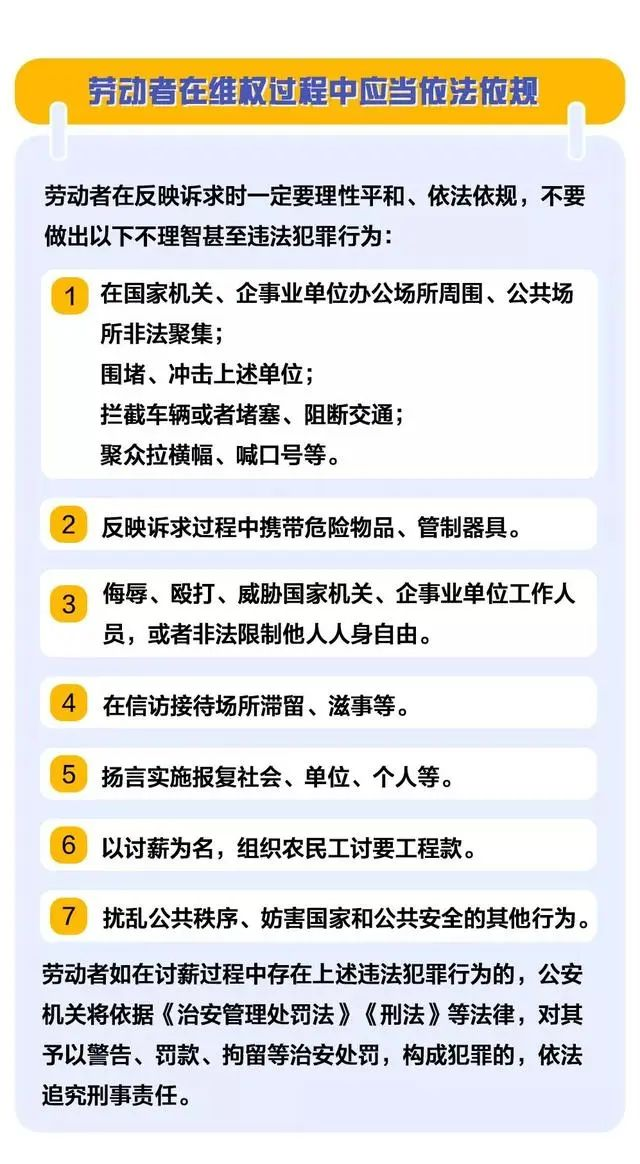 劳动者在维权过程中应当依法依规
劳动者在反映诉求时一定要理性平和、依法依规，不要
做出以下不理智甚至违法犯罪行为：
1 在国家机关、企事业单位办公场所周围、公共场
所非法聚集；
围堵、冲击上述单位；
拦截车辆或者堵塞、阻断交通；
聚众拉横幅、喊口号等。
2 反映诉求过程中携带危险物品、管制器具。
3 侮辱、殴打、威胁国家机关、企事业单位工作人
员，或者非法限制他人人身自由。
4 在信访接待场所滞留、滋事等。
5 扬言实施报复社会、单位、个人等。
6 以讨薪为名，组织农民工讨要工程款。
7 扰乱公共秩序、妨害国家和公共安全的其他行为。
劳动者如在讨薪过程中存在上述违法犯罪行为的，公安
机关将依据《治安管理处罚法》《刑法》等法律，对其
予以警告、罚款、拘留等治安处罚，构成犯罪的，依法
追究刑事责任。